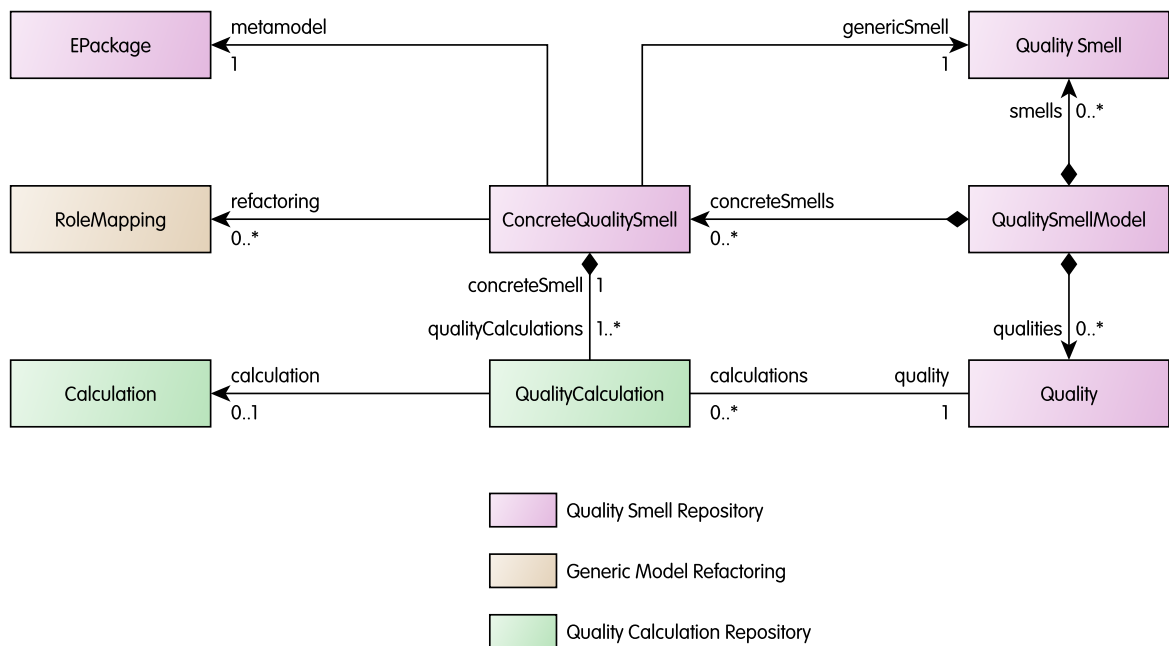 metamodel
genericSmell
EPackage
Quality Smell
1
1
smells
0..*
refactoring
concreteSmells
RoleMapping
ConcreteQualitySmell
QualitySmellModel
0..*
0..*
concreteSmell
1
qualityCalculations
1..*
qualities
0..*
calculation
calculations
quality
Calculation
QualityCalculation
Quality
0..1
0..*
1
Quality Smell Repository
Generic Model Refactoring
Quality Calculation Repository